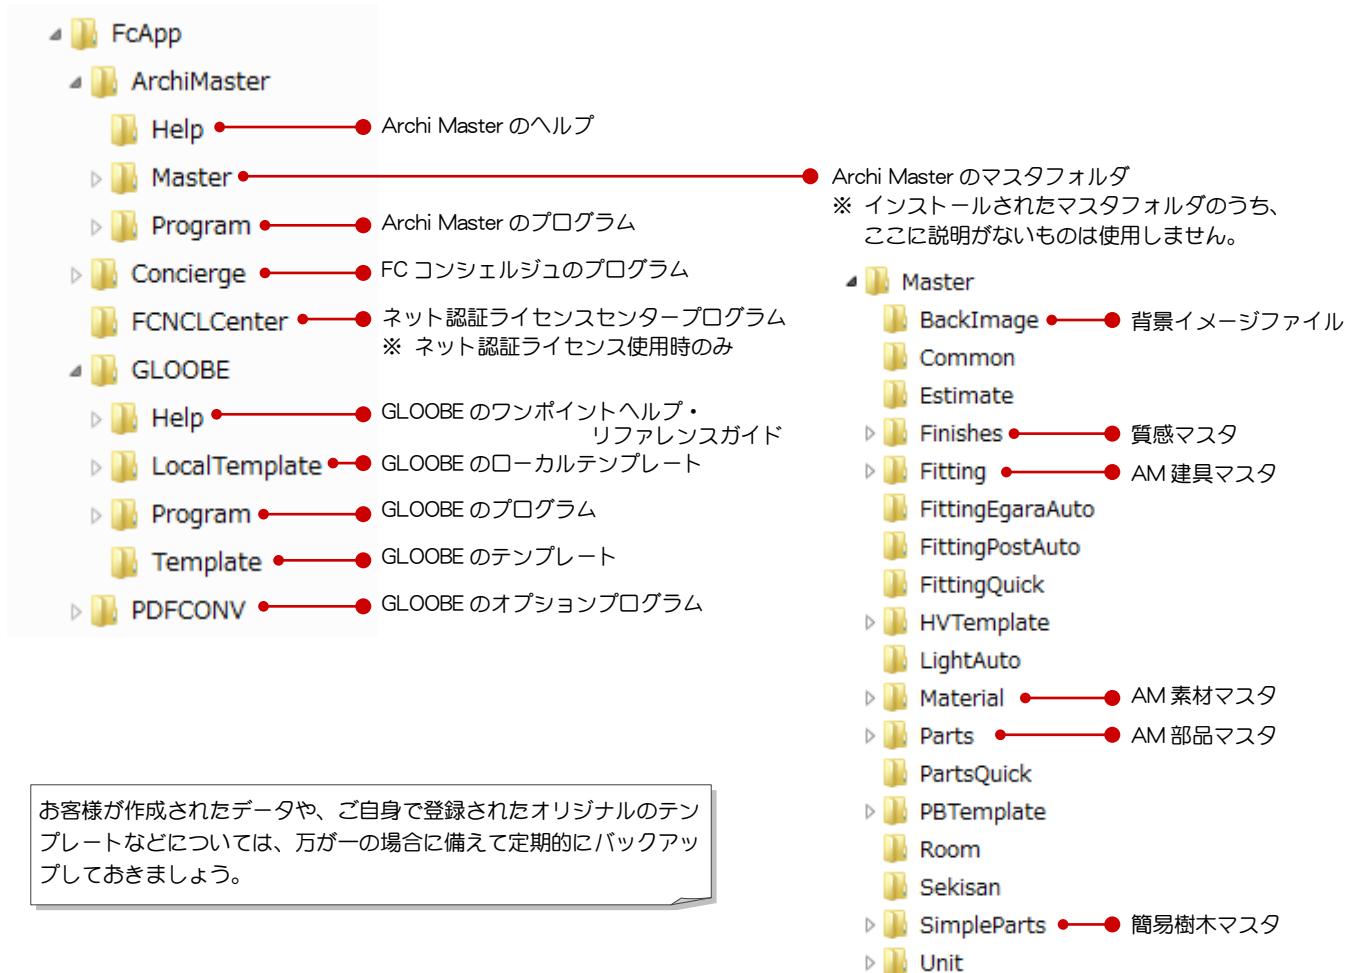 FcApp
ArchiMaster
Help
Archi Master のヘルプ
Master
Archi Master のマスタフォルダ
※ インストールされたマスタフォルダのうち、
ここに説明がないものは使用しません。
Program
Archi Master のプログラム
Concierge
FC コンシェルジュのプログラム
FCNCLCenter
ネット認証ライセンスセンタープログラム
※ ネット認証ライセンス使用時のみ
GLOOBE
Help
GLOOBE のワンポイントヘルプ・
リファレンスガイド
LocalTemplate
GLOOBE のローカルテンプレート
Program
GLOOBE のプログラム
Template
GLOOBE のテンプレート
PDFCONV
GLOOBE のオプションプログラム
Master
BackImage
背景イメージファイル
Common
Estimate
Finishes
質感マスタ
Fitting
AM 建具マスタ
FittingEgaraAuto
FittingPostAuto
FittingQuick
HVTemplate
LightAuto
Material
AM 素材マスタ
Parts
AM 部品マスタ
PartsQuick
PBTemplate
Room
Sekisan
SimpleParts
簡易樹木マスタ
Unit
お客様が作成されたデータや、ご自身で登録されたオリジナルのテン
プレートなどについては、万が一の場合に備えて定期的にバックアッ
プしておきましょう。